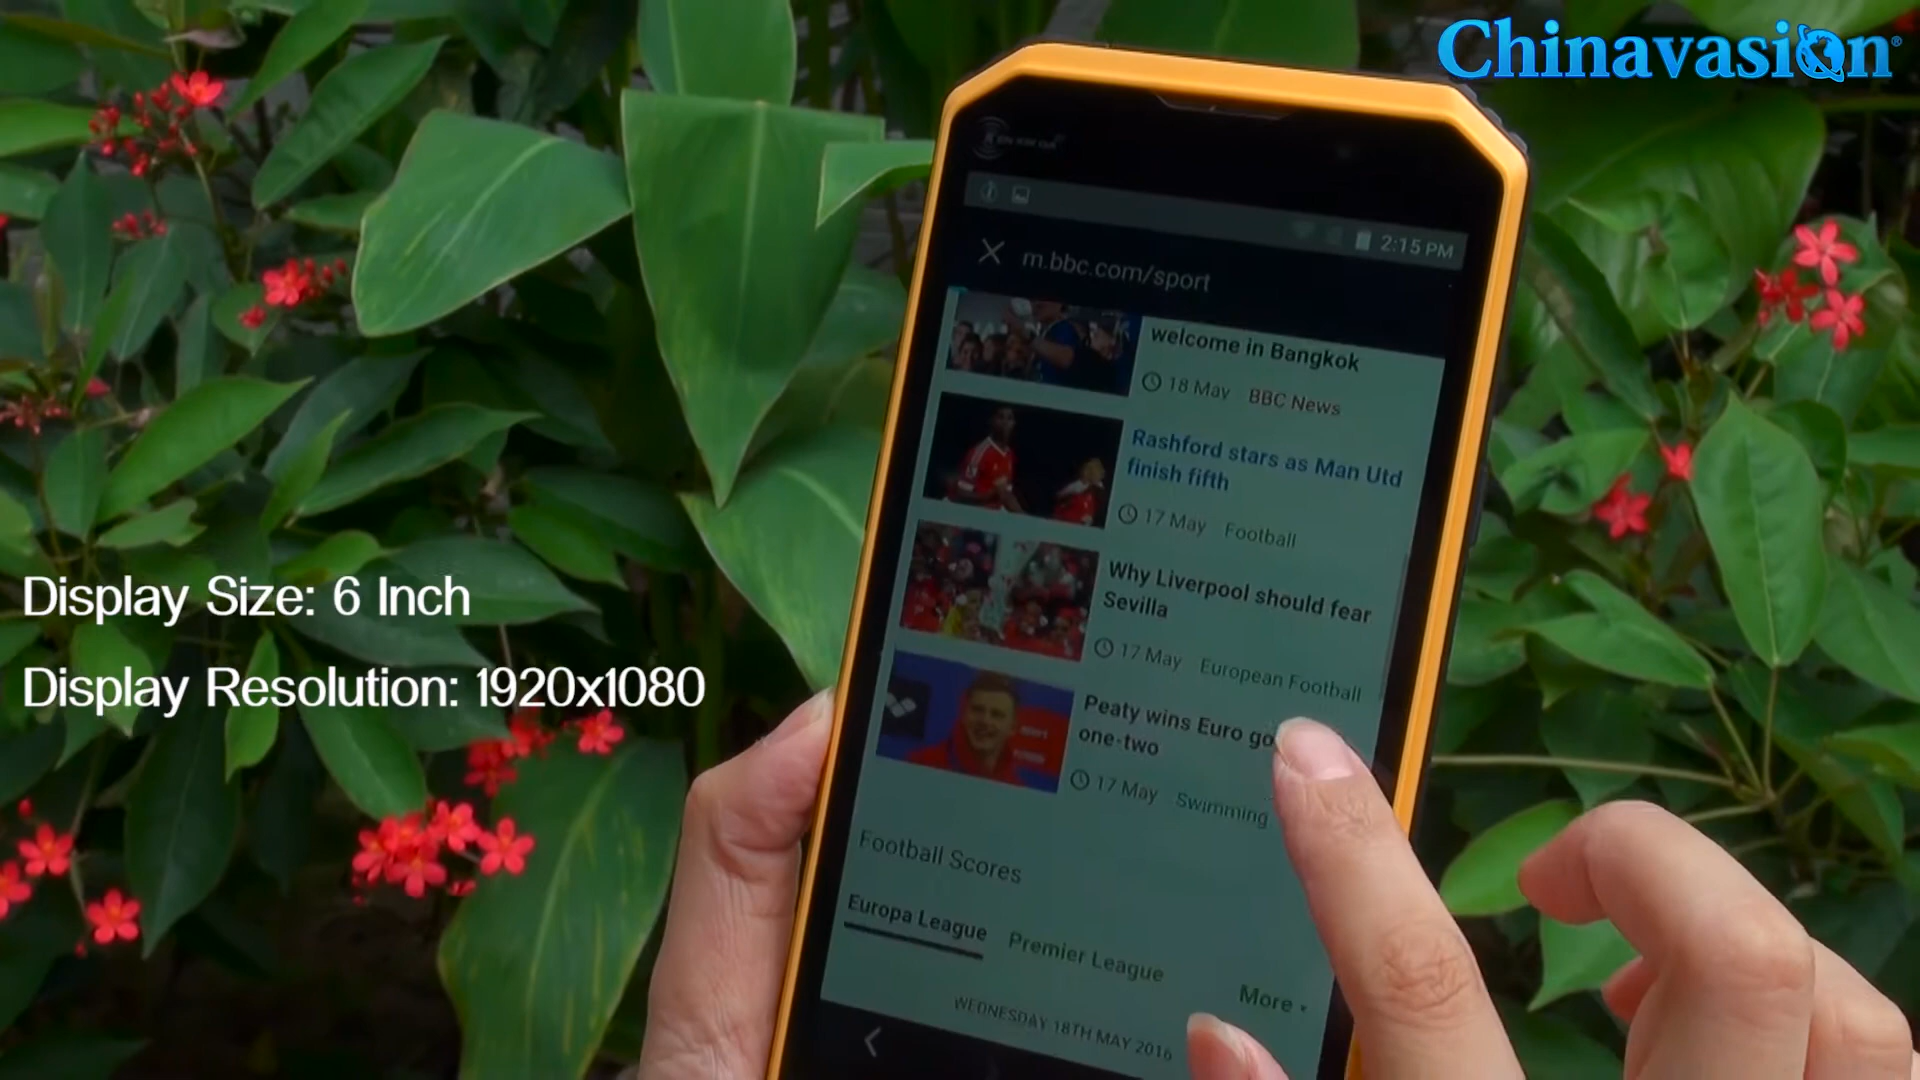 Chinavasion®
2:15 PM
m.bbc.com/sport
welcome in Bangkok
18 May BBC News
Rashford stars as Man Utd
finish fifth
17 May Football
Why Liverpool should fear
Sevilla
17 May European Football
Peaty wins Euro go
one-two
17 May Swimming
Display Size: 6 Inch
Display Resolution: 1920x1080
Football Scores
Europa League Premier League
More
WEDNESDAY 18TH MAY 2016